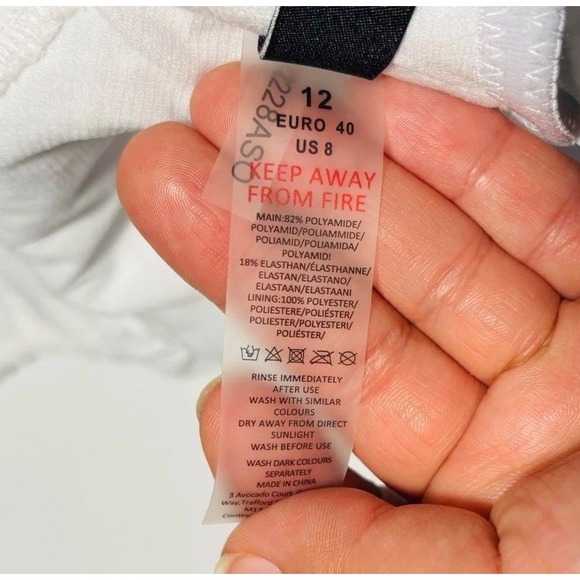 12
EURO 40
US 8
KEEP AWAY
FROM FIRE
MAIN:82% POLYAMIDE/
POLYAMID/POLIAMMIDE/
POLIAMID/POLIAMIDA/
POLYAMIDI
18% ELASTHAN/ÉLASTHANNE/
ELASTAN/ELASTANO/
ELASTAAN/ELASTAANI
LINING:100% POLYESTER/
POLIESTERE/POLIÉSTER/
POLIESTER/POLYESTERI/
POLIÉSTER/
RINSE IMMEDIATELY
AFTER USE
WASH WITH SIMILAR
COLOURS
DRY AWAY FROM DIRECT
SUNLIGHT
WASH BEFORE USE
WASH DARK COLOURS
SEPARATELY
MADE IN CHINA
3 Avocado Court,
Way, Trafford
M1
228ASO